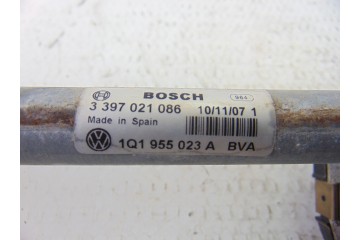 BOSCH
3 397 021 086 10/11/07 1
Made in Spain
1Q1 955 023 A BVA